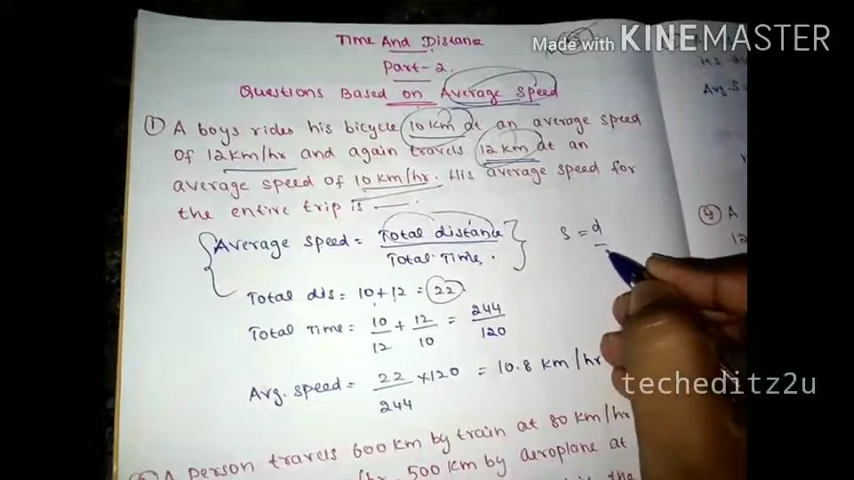 Time And Distance
Made with KINEMASTER
Part-2.
Questions Based on Average speed
① A boys rides his bicycle 10 km at an average speed
of 12 km/hr and again travels 12 km at an
average speed of 10 km/hr. His average speed for
the entire trip is ——.
Average speed = Total distance / Total Time.
S = d
Total dis = 10+12 = 22
Total Time = 10/12 + 12/10 = 244/120
Avg. speed = 22/244 ×120 = 10.8 km/hr
techeditz2u
A person travels 600 km by train at 80 km/hr
500 km by aeroplane at
Avg. S =
④ A